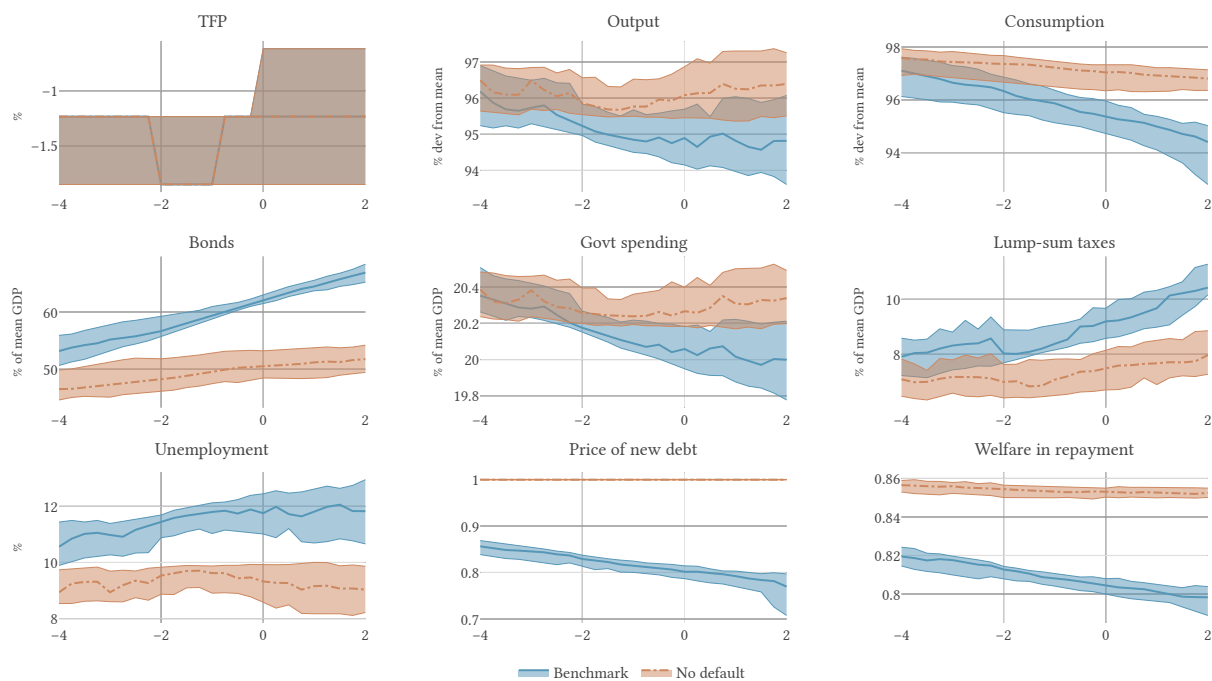 TFP
Output
Consumption
%
−1
−1.5
−4 −2 0 2
% dev from mean
97
96
95
94
−4 −2 0 2
% dev from mean
98
96
94
−4 −2 0 2
Bonds
Govt spending
Lump-sum taxes
% of mean GDP
60
50
−4 −2 0 2
% of mean GDP
20.4
20.2
20
19.8
−4 −2 0 2
% of mean GDP
10
8
−4 −2 0 2
Unemployment
Price of new debt
Welfare in repayment
%
12
10
8
−4 −2 0 2
1
0.9
0.8
0.7
−4 −2 0 2
0.86
0.84
0.82
0.8
−4 −2 0 2
Benchmark No default